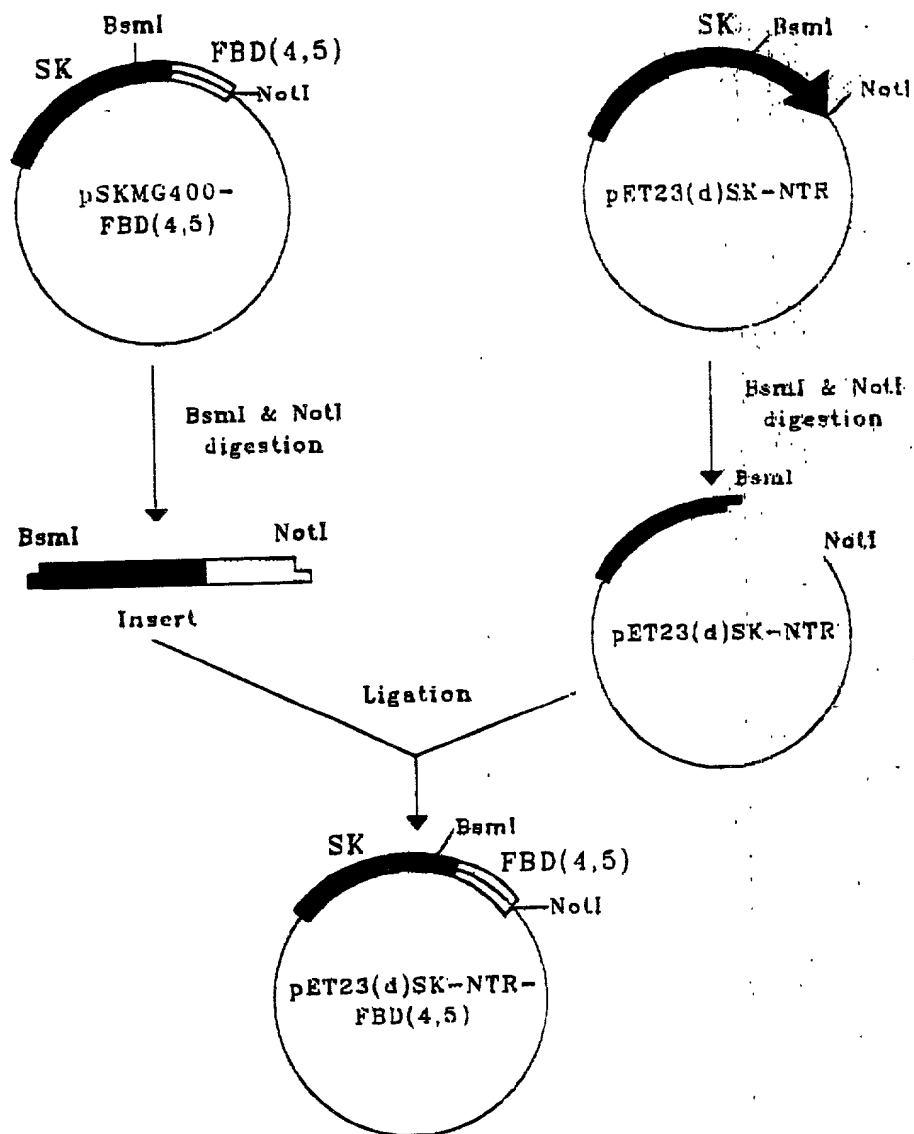 BsmI
FBD(4,5)
SK
NotI
pSKMG400-
FBD(4,5)
SK
BsmI
NotI
pET23(d)SK-NTR
BsmI & NotI
digestion
BsmI & NotI
digestion
BsmI
NotI
Insert
BsmI
NotI
pET23(d)SK-NTR
Ligation
SK
BsmI
FBD(4,5)
NotI
pET23(d)SK-NTR-
FBD(4,5)